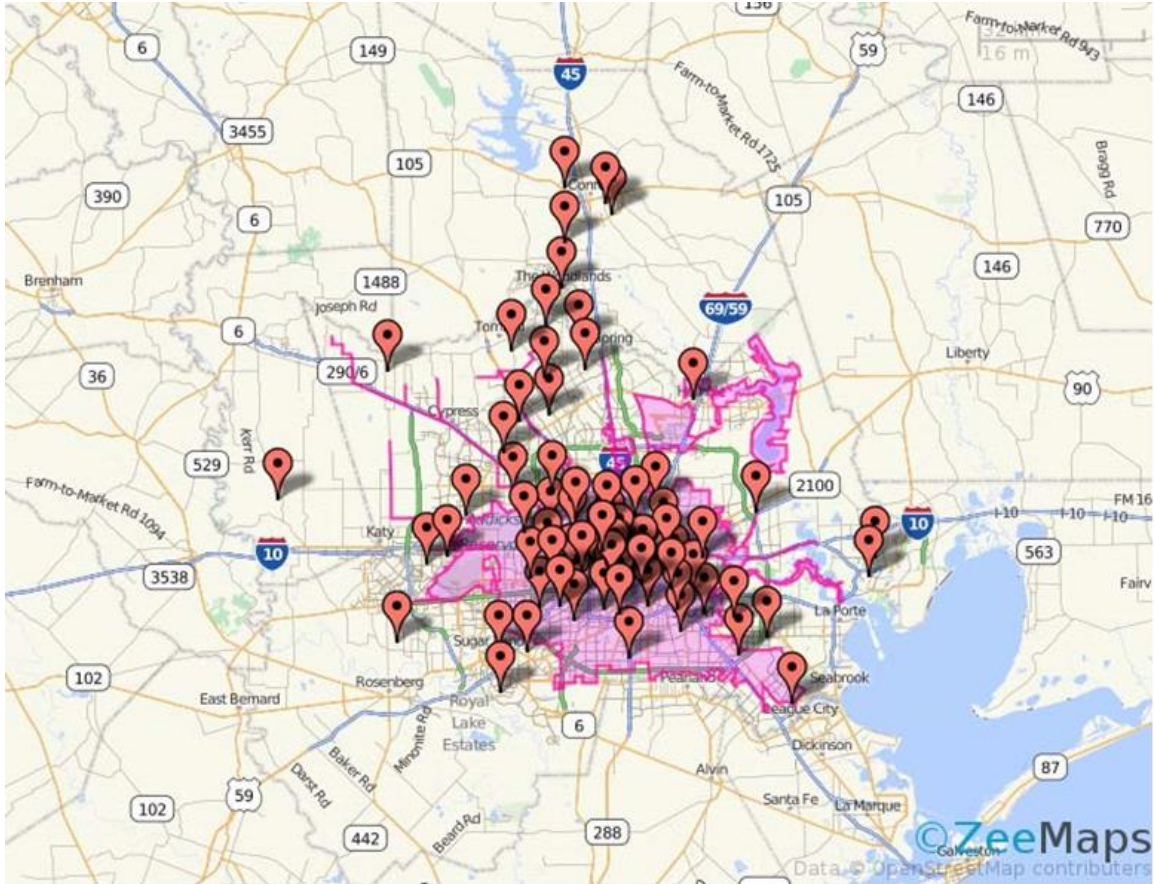 156
6
149
59
Farm-to-Market Rd 943
16 m
45
Farm-to-Market Rd 1725
146
3455
105
Bragg Rd
390
105
6
770
146
Brenham
1488
The Woodlands
Joseph Rd
69/59
6
Liberty
290/6
36
90
Cypress
Kerr Rd
529
45
2100
Farm-to-Market Rd 1094
FM 16
I-10
I-10
I-10
Katy
10
10
563
3538
Fairv
La Porte
Sugar
102
Rosenberg
Pearland
Seabrook
East Bernard
Royal
Lake
Estates
League City
6
Minonite Rd
Dickinson
Baker Rd
Alvin
87
59
Darst Rd
102
Santa Fe
La Marque
Beard Rd
442
288
©ZeeMaps
Galveston
Data © OpenStreetMap contributers